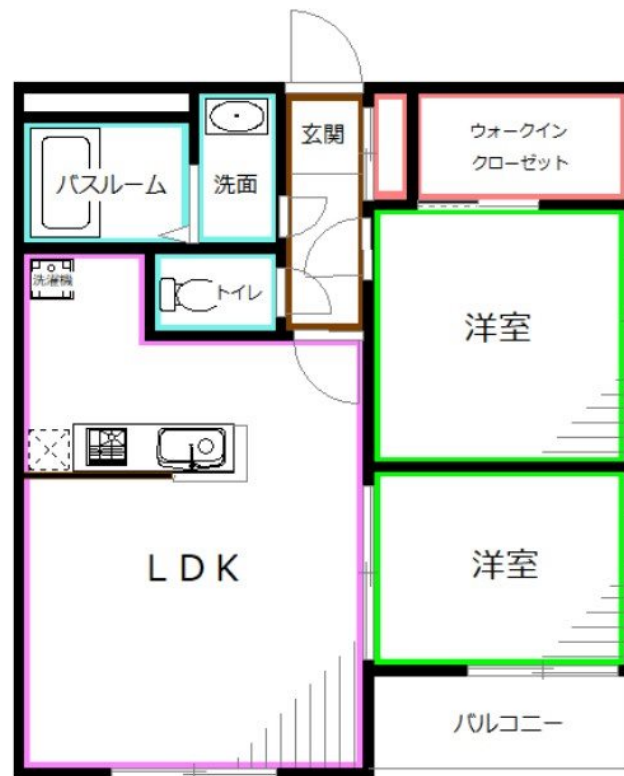 玄関
ウォークイン
クローゼット
バスルーム
洗面
洗濯機
トイレ
洋室
LDK
洋室
バルコニー